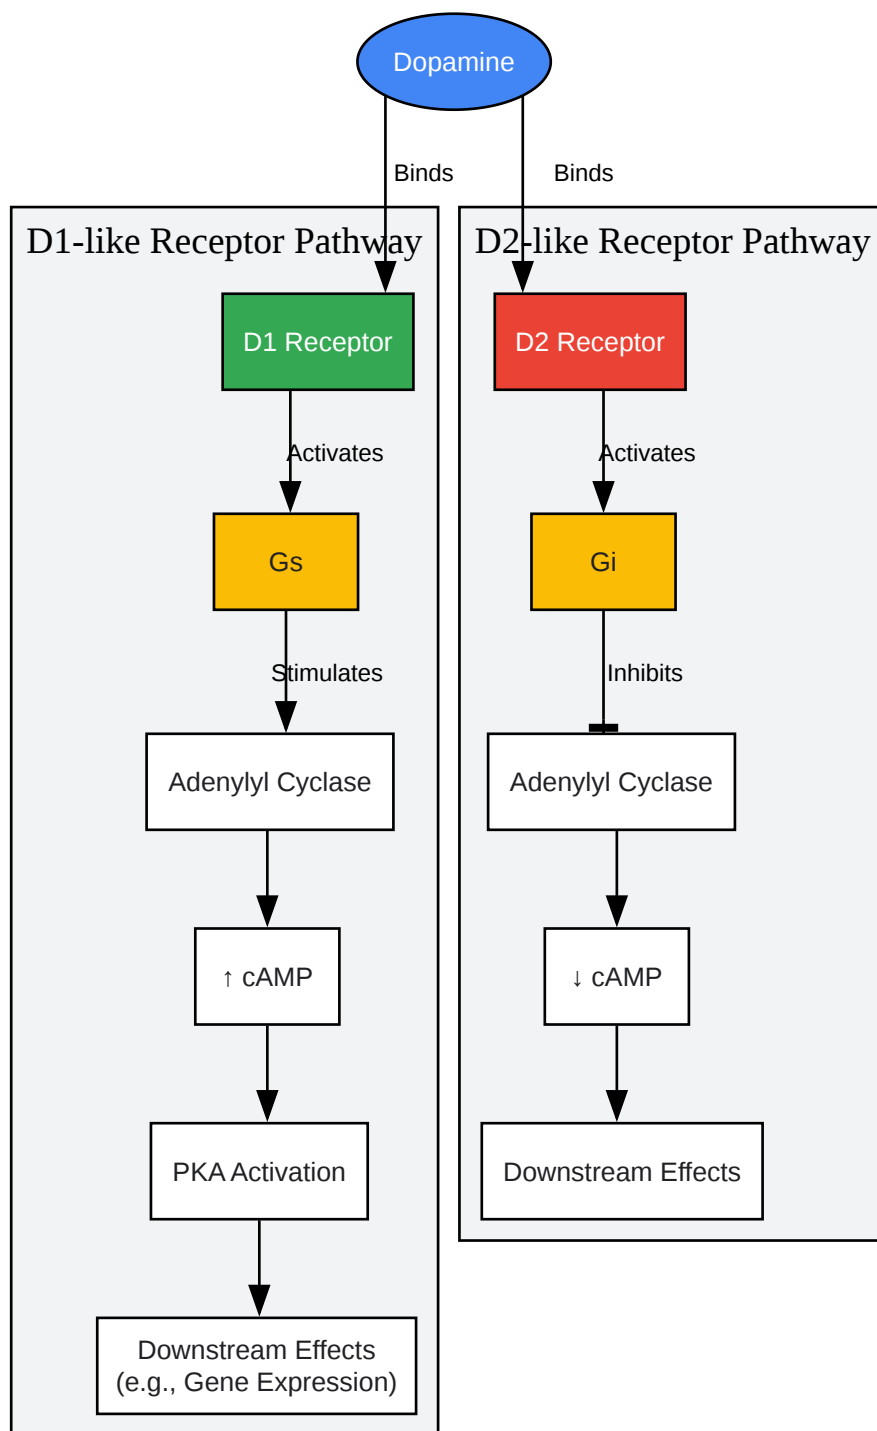 Dopamine
Binds
Binds
D1-like Receptor Pathway
D2-like Receptor Pathway
D1 Receptor
D2 Receptor
Activates
Activates
Gs
Gi
Stimulates
Inhibits
Adenylyl Cyclase
Adenylyl Cyclase
↑ cAMP
↓ cAMP
PKA Activation
Downstream Effects
Downstream Effects
(e.g., Gene Expression)